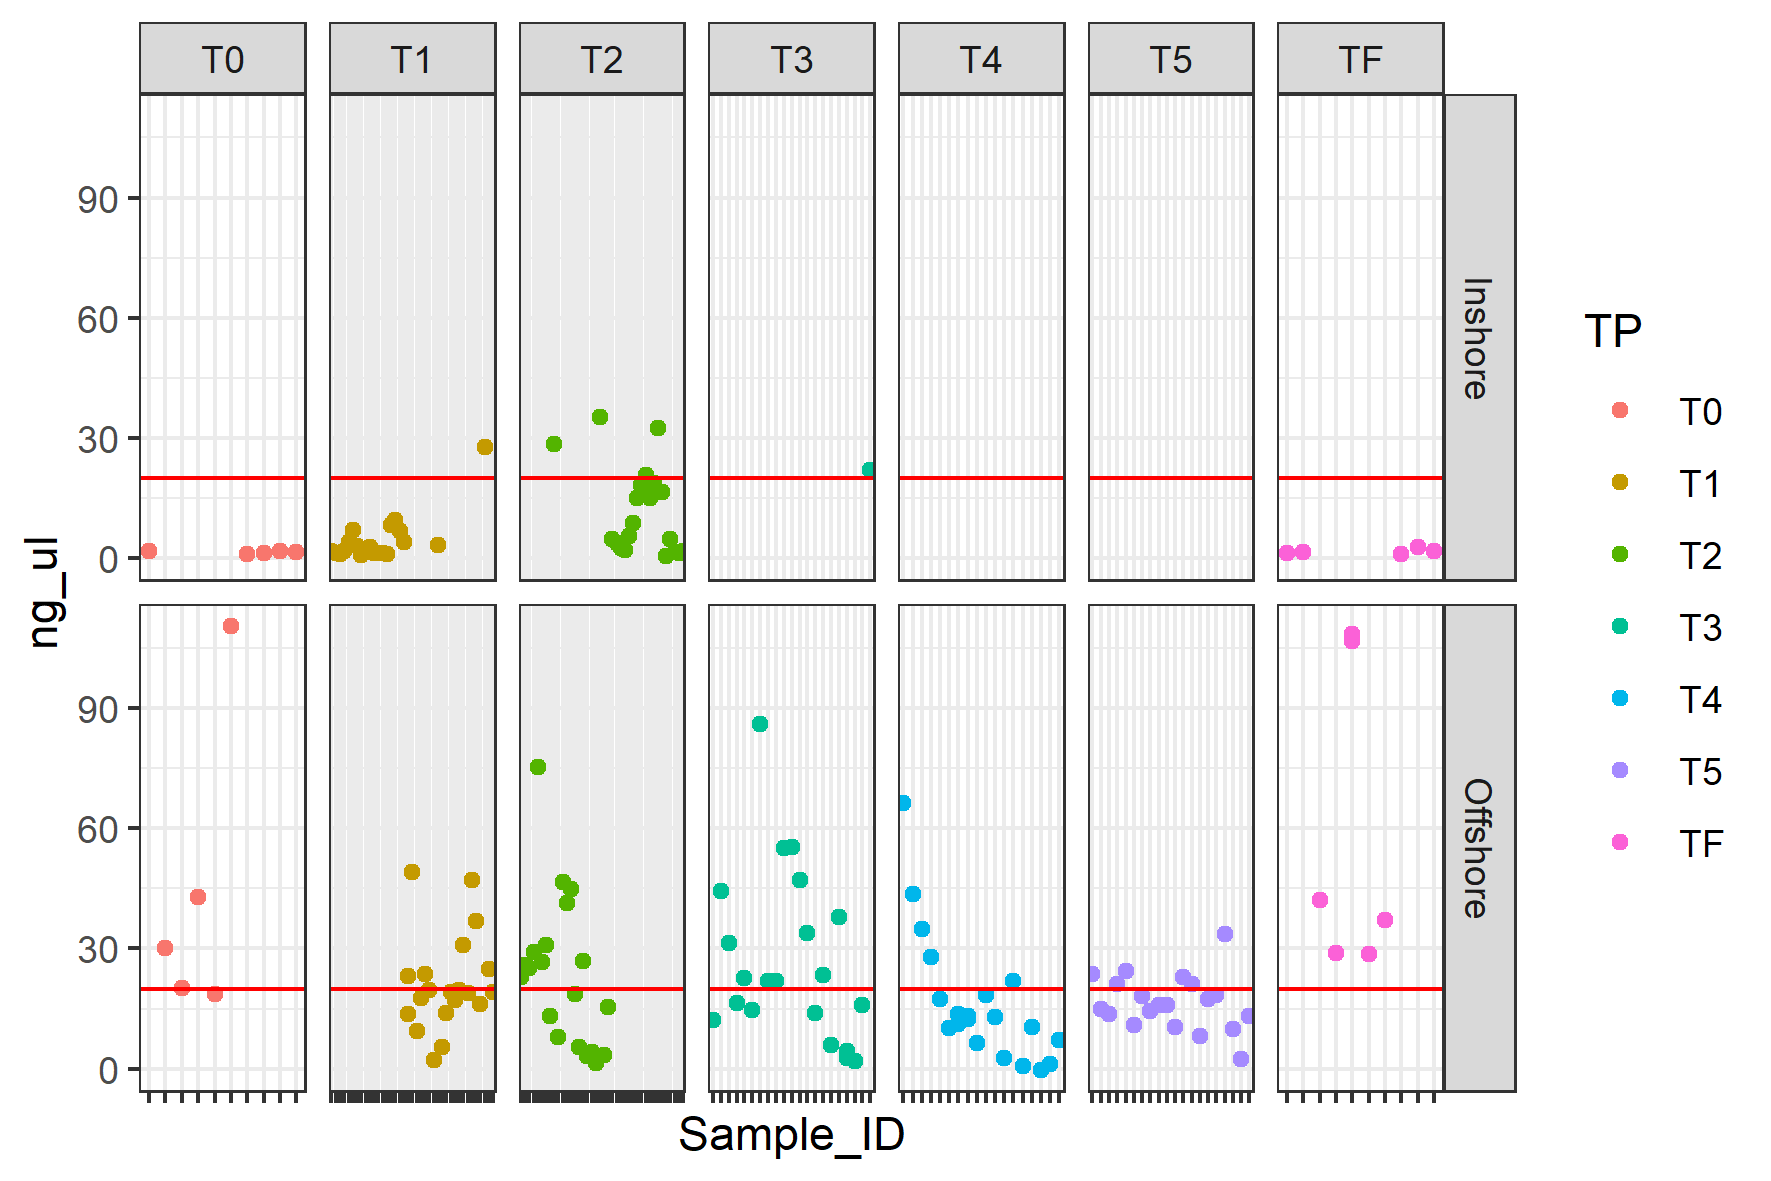 T0 T1 T2 T3 T4 T5 TF
90
60
30
0
Inshore
90
60
30
0
Offshore
ng_ul
Sample_ID
TP
T0
T1
T2
T3
T4
T5
TF